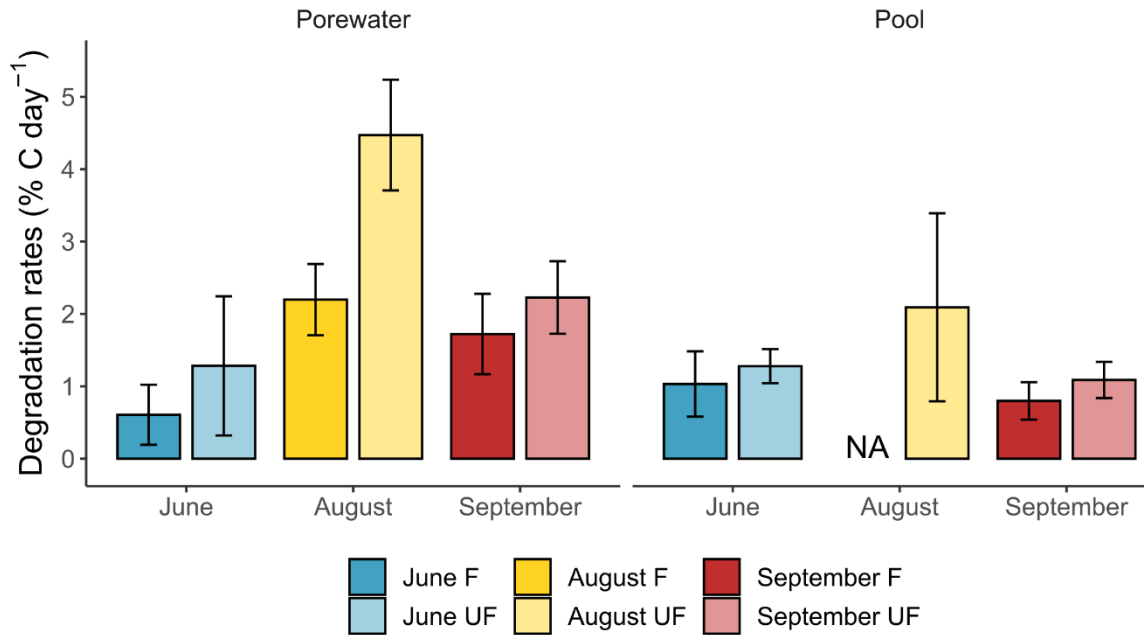 Porewater
Pool
Degradation rates (% C day⁻¹)
5
4
3
2
1
0
NA
June
August
September
June
August
September
June F
August F
September F
June UF
August UF
September UF